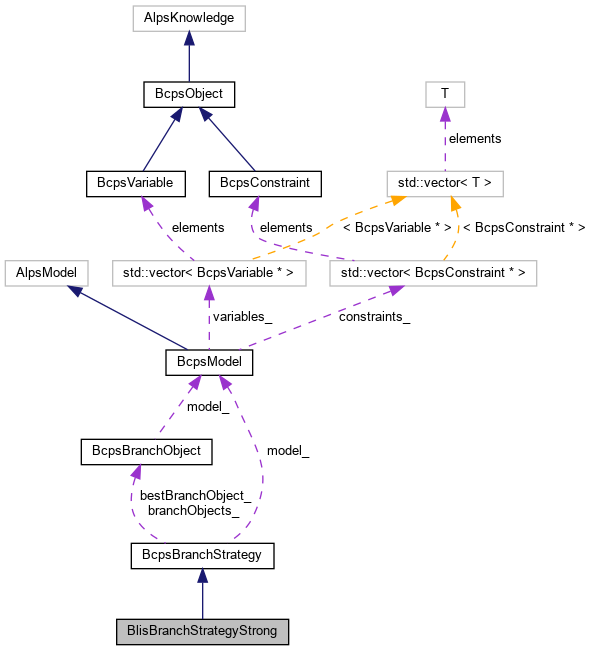 AlpsKnowledge
BcpsObject
T
elements
BcpsVariable
BcpsConstraint
std::vector< T >
elements
elements
< BcpsVariable * >
< BcpsConstraint * >
AlpsModel
std::vector< BcpsVariable * >
std::vector< BcpsConstraint * >
variables_
constraints_
BcpsModel
model_
BcpsBranchObject
model_
bestBranchObject_
branchObjects_
BcpsBranchStrategy
BlisBranchStrategyStrong